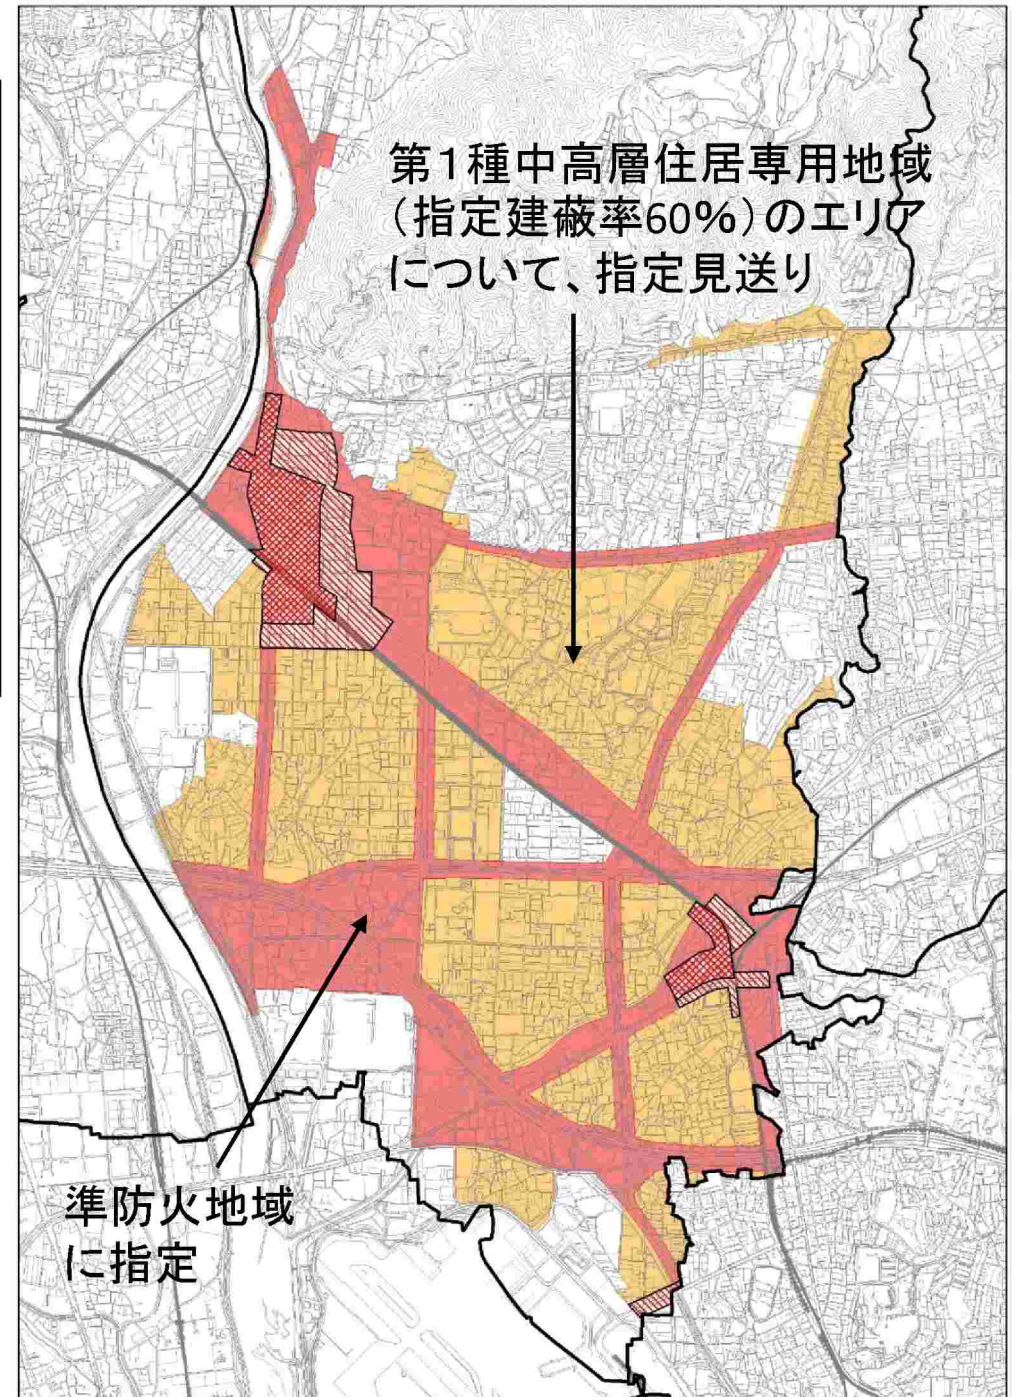 第1種中高層住居専用地域
（指定建蔽率60%）のエリア
について、指定見送り
準防火地域
に指定